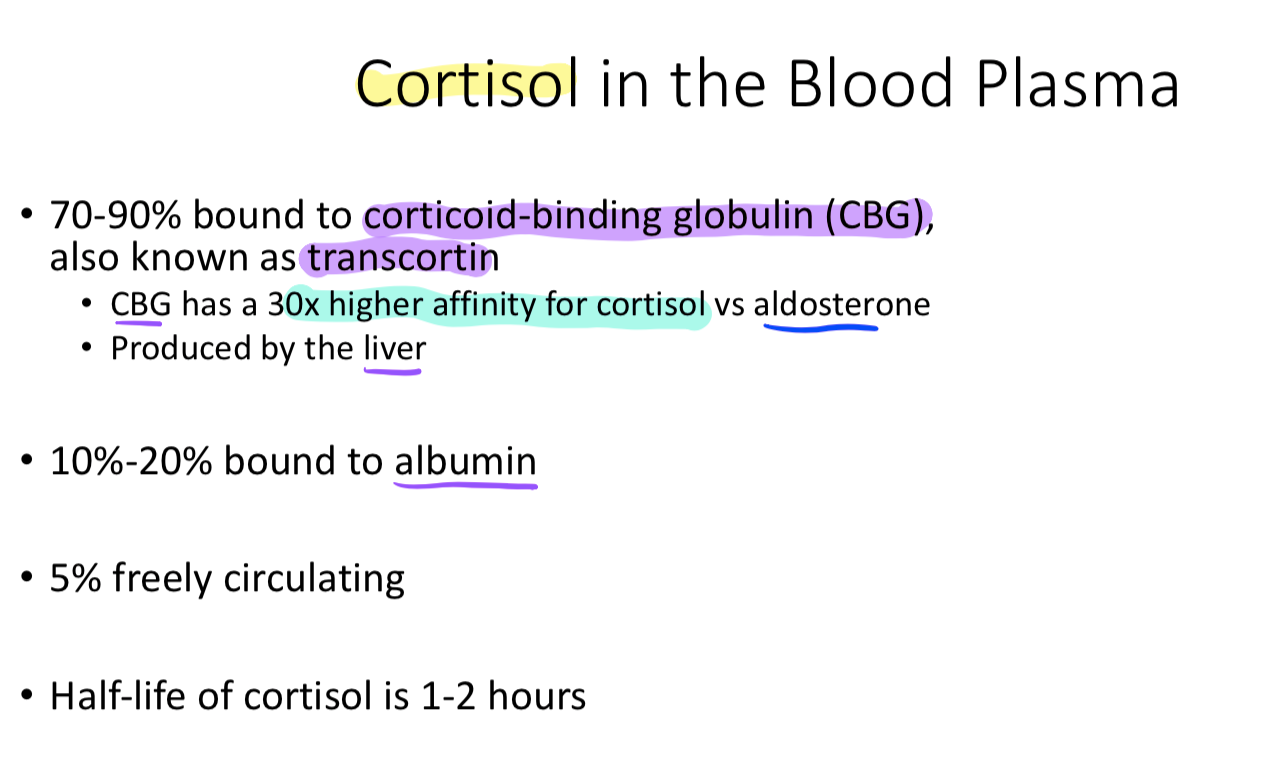 Cortisol in the Blood Plasma
• 70-90% bound to corticoid-binding globulin (CBG),
also known as transcortin
• CBG has a 30x higher affinity for cortisol vs aldosterone
• Produced by the liver
• 10%-20% bound to albumin
• 5% freely circulating
• Half-life of cortisol is 1-2 hours